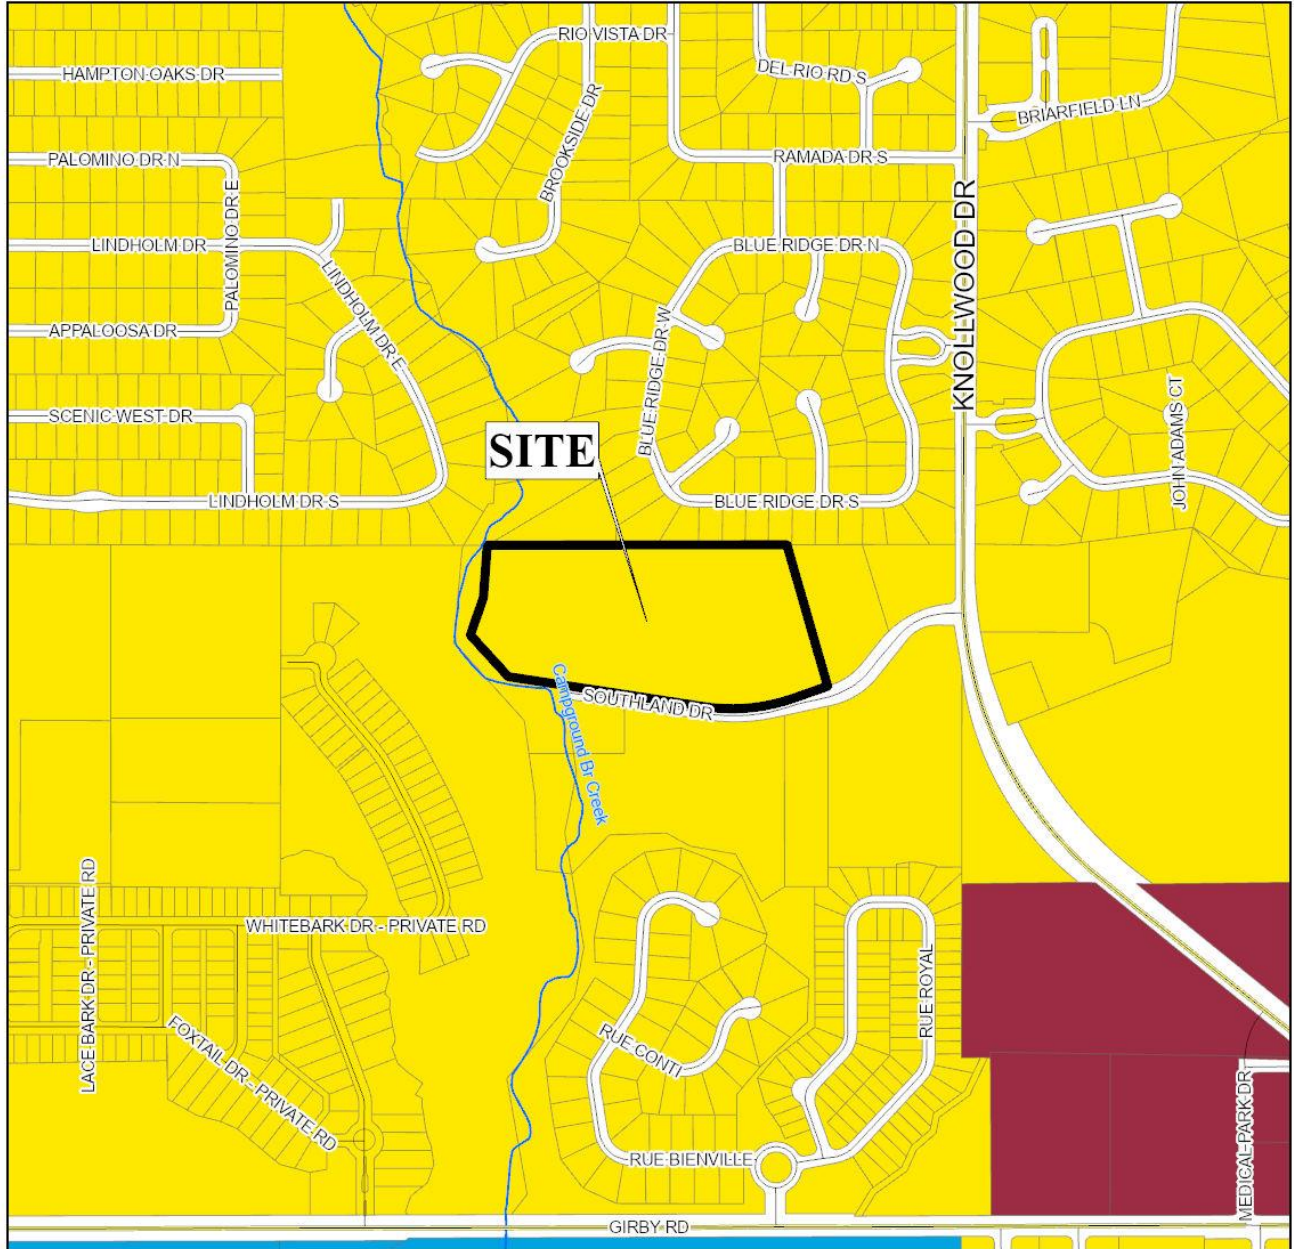 RIO VISTA DR
HAMPTON OAKS DR
DEL RIO RD S
BRIARFIELD LN
BROOKSIDE DR
PALOMINO DR N
RAMADA DR S
PALOMINO DR E
KNOLLWOOD DR
LINDHOLM DR
BLUE RIDGE DR N
LINDHOLM DR E
APPALOOSA DR
BLUE RIDGE DR W
JOHN ADAMS CT
SCENIC WEST DR
SITE
LINDHOLM DR S
BLUE RIDGE DR S
SOUTHLAND DR
Campground Br Creek
LACE BARK DR - PRIVATE RD
WHITEBARK DR - PRIVATE RD
RUE ROYAL
FOXTAIL DR - PRIVATE RD
RUE CONTI
MEDICAL PARK DR
RUE BIENVILLE
GIRBY RD